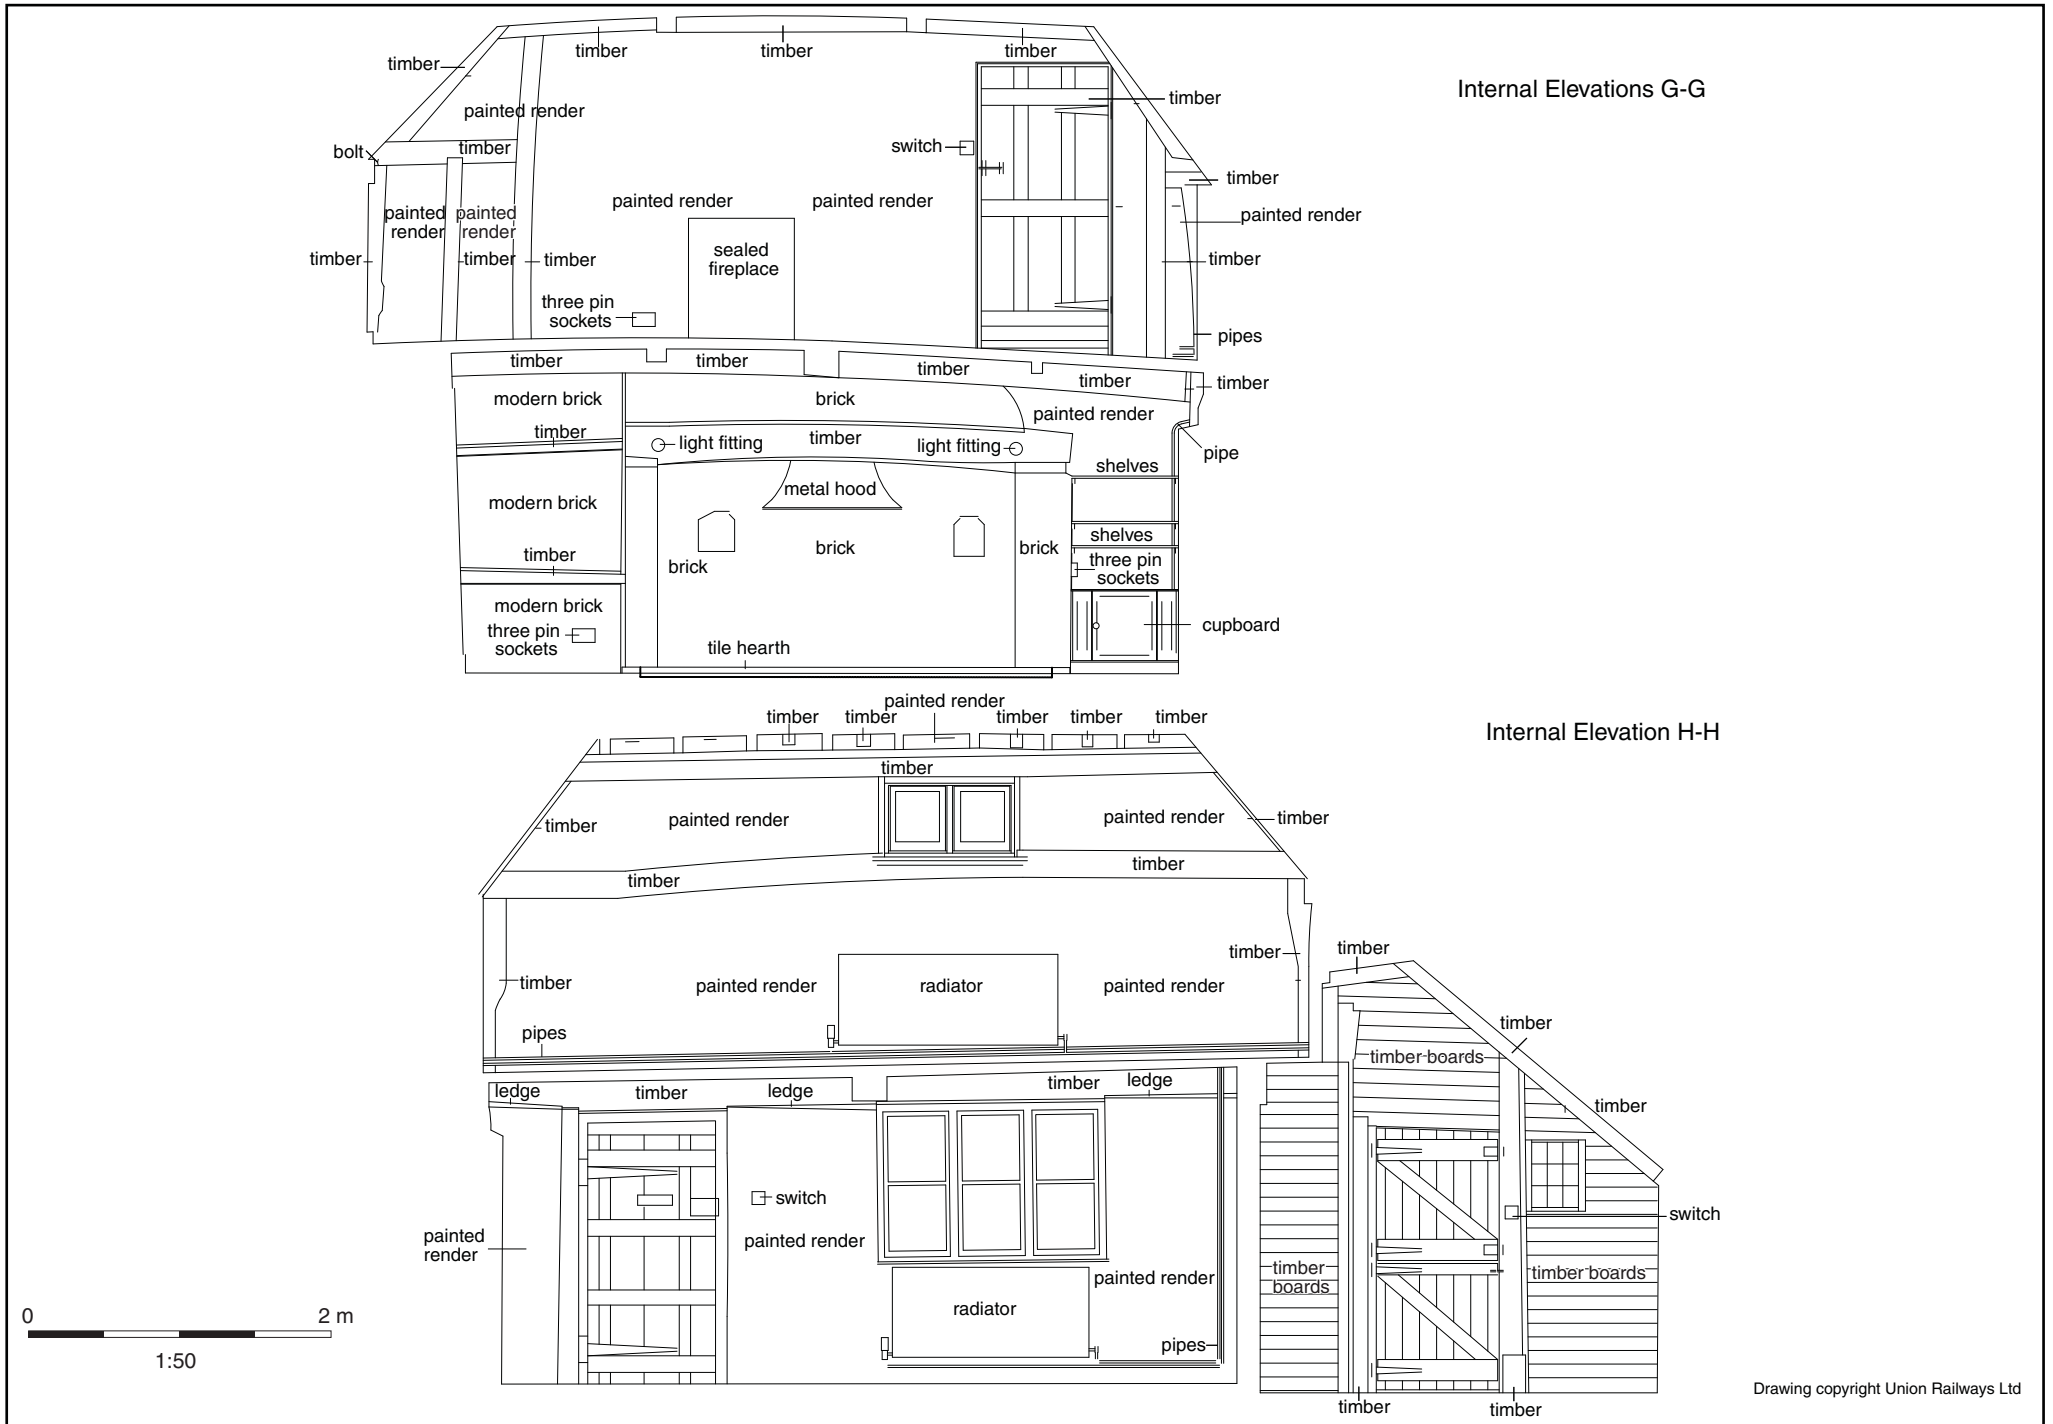 timber
timber
timber
timber
Internal Elevations G-G
timber
painted render
switch
bolt
timber
timber
painted render
painted render
painted
render
painted
render
painted render
sealed
fireplace
timber
timber
timber
timber
three pin
sockets
pipes
timber
timber
timber
timber
timber
modern brick
brick
painted render
timber
light fitting
timber
light fitting
pipe
shelves
metal hood
modern brick
shelves
brick
brick
timber
brick
three pin
sockets
modern brick
three pin
sockets
cupboard
tile hearth
painted render
timber
timber
timber
timber
timber
Internal Elevation H-H
timber
timber
painted render
painted render
timber
timber
timber
timber
timber
timber
painted render
radiator
painted render
timber
pipes
timber boards
ledge
timber
ledge
timber
ledge
timber
switch
switch
painted
render
painted render
timber
boards
timber boards
painted render
radiator
0
2 m
pipes
1:50
Drawing copyright Union Railways Ltd
timber
timber